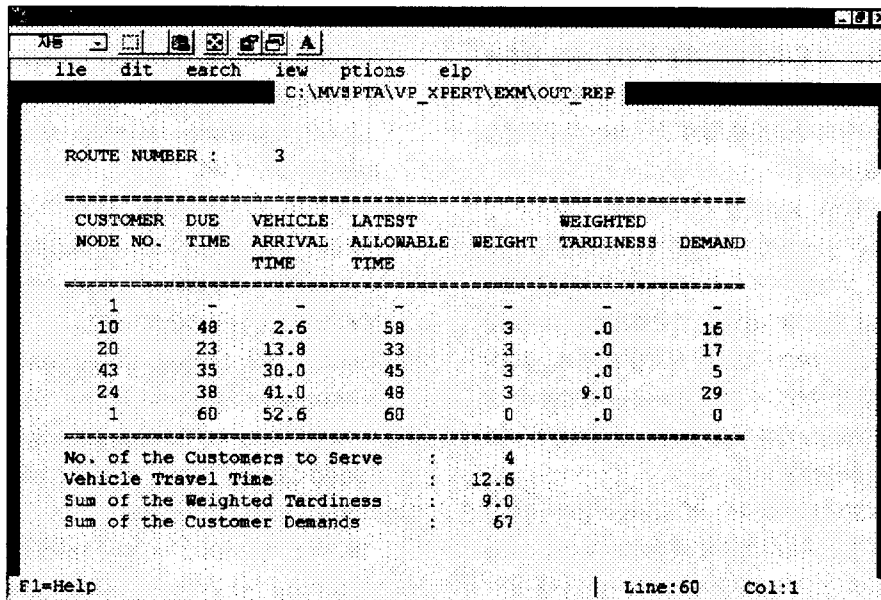 자동
A
ile dit earch iew ptions elp
C:\MVSPTA\VP_XPERT\EXM\OUT_REP
ROUTE NUMBER : 3
CUSTOMER DUE VEHICLE LATEST WEIGHTED
NODE NO. TIME ARRIVAL ALLOWABLE WEIGHT TARDINESS DEMAND
TIME TIME
1 - - - - - -
10 48 2.6 58 3 .0 16
20 23 13.8 33 3 .0 17
43 35 30.0 45 3 .0 5
24 38 41.0 48 3 9.0 29
1 60 52.6 60 0 .0 0
No. of the Customers to Serve : 4
Vehicle Travel Time : 12.6
Sum of the Weighted Tardiness : 9.0
Sum of the Customer Demands : 67
F1=Help Line:60 Col:1